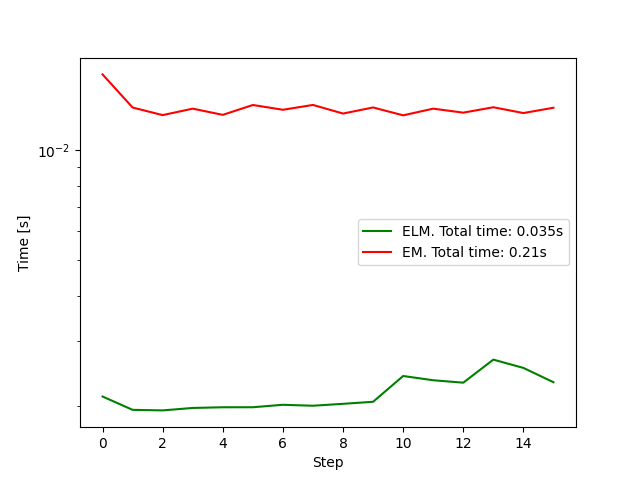 10⁻²
Time [s]
ELM. Total time: 0.035s
EM. Total time: 0.21s
0 2 4 6 8 10 12 14
Step